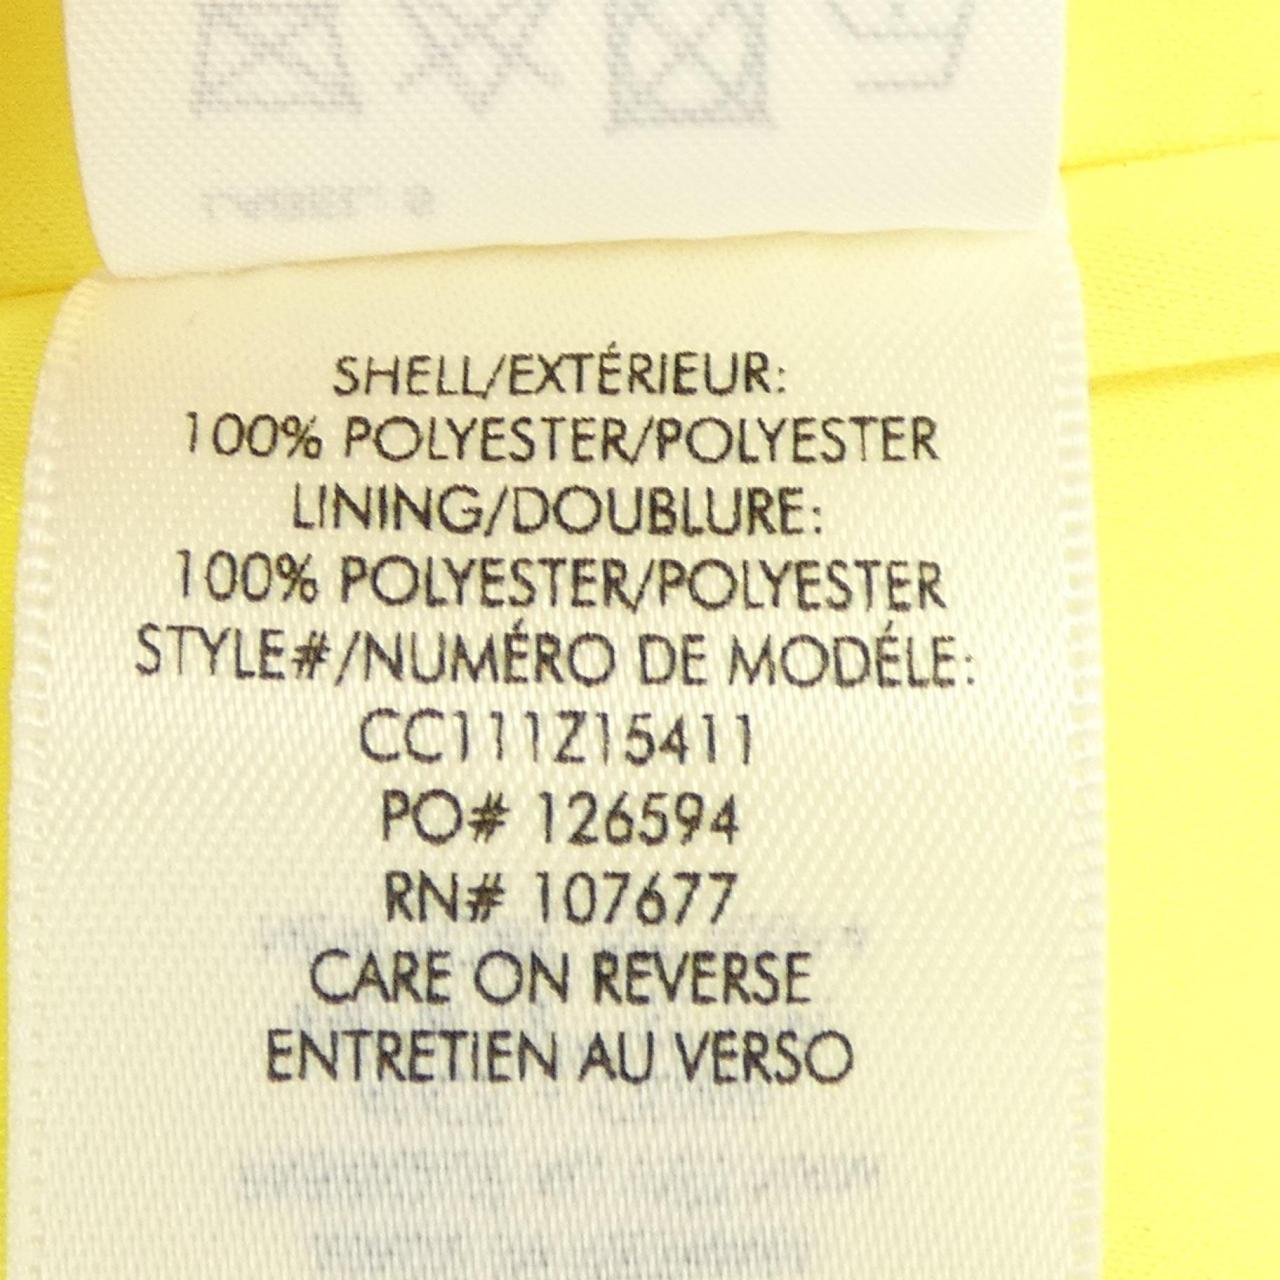 SHELL/EXTÉRIEUR:
100% POLYESTER/POLYESTER
LINING/DOUBLURE:
100% POLYESTER/POLYESTER
STYLE#/NUMÉRO DE MODÉLE:
CC111Z15411
PO# 126594
RN# 107677
CARE ON REVERSE
ENTRETIEN AU VERSO